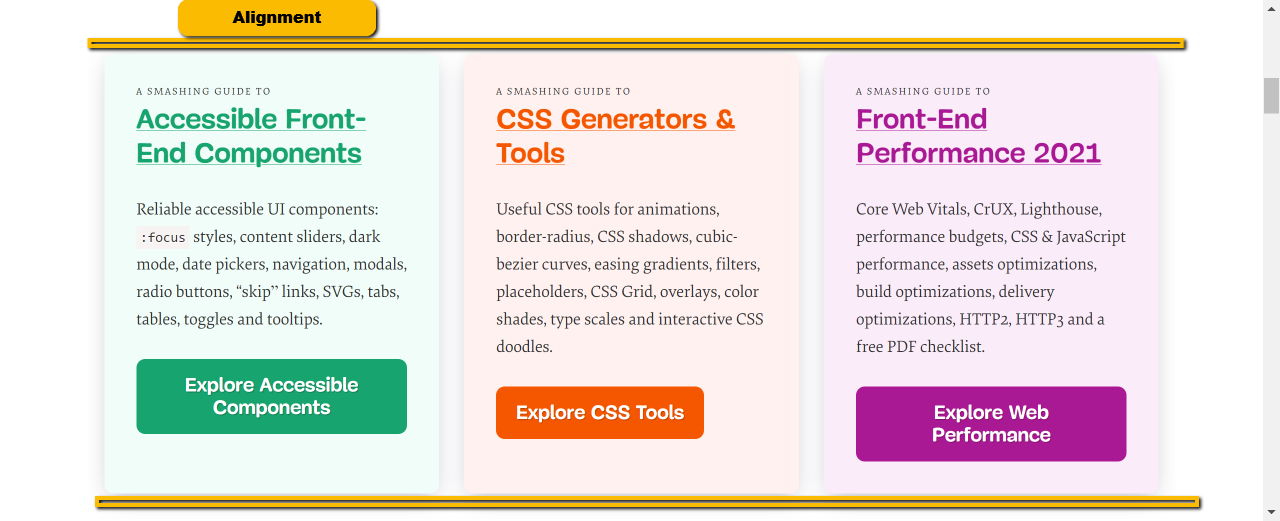 Alignment
A SMASHING GUIDE TO
Accessible Front-
End Components
Reliable accessible UI components:
:focus styles, content sliders, dark
mode, date pickers, navigation, modals,
radio buttons, “skip” links, SVGs, tabs,
tables, toggles and tooltips.
Explore Accessible
Components
A SMASHING GUIDE TO
CSS Generators &
Tools
Useful CSS tools for animations,
border-radius, CSS shadows, cubic-
bezier curves, easing gradients, filters,
placeholders, CSS Grid, overlays, color
shades, type scales and interactive CSS
doodles.
Explore CSS Tools
A SMASHING GUIDE TO
Front-End
Performance 2021
Core Web Vitals, CrUX, Lighthouse,
performance budgets, CSS & JavaScript
performance, assets optimizations,
build optimizations, delivery
optimizations, HTTP2, HTTP3 and a
free PDF checklist.
Explore Web
Performance